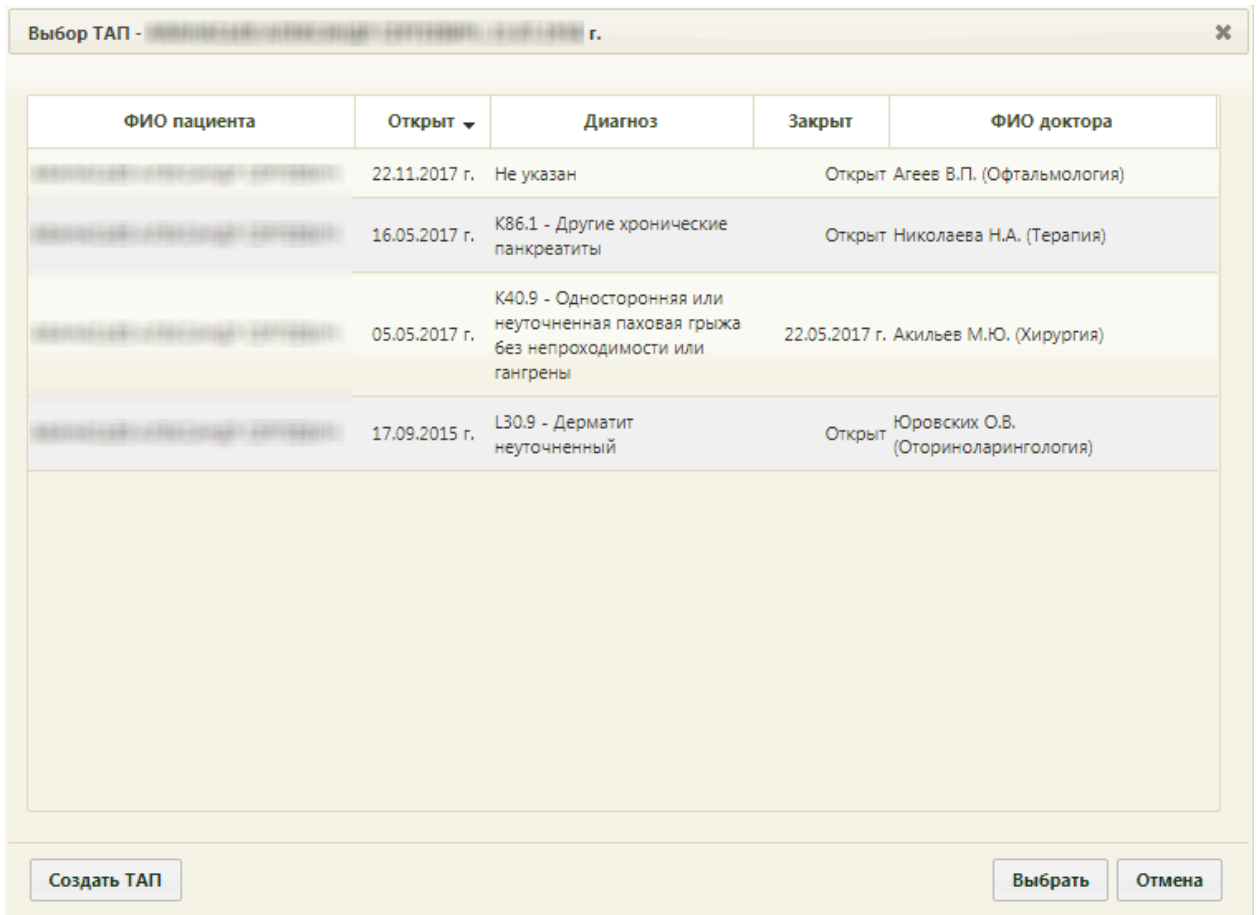 Выбор ТАП - г.
ФИО пациента Открыт Диагноз Закрыт ФИО доктора
22.11.2017 г. Не указан Открыт Агеев В.П. (Офтальмология)
16.05.2017 г. K86.1 - Другие хронические панкреатиты Открыт Николаева Н.А. (Терапия)
05.05.2017 г. K40.9 - Односторонняя или
неуточненная паховая грыжа
без непроходимости или
гангрены
22.05.2017 г. Акильев М.Ю. (Хирургия)
17.09.2015 г. L30.9 - Дерматит
неуточненный
Открыт Юровских О.В.
(Оториноларингология)
Создать ТАП Выбрать Отмена